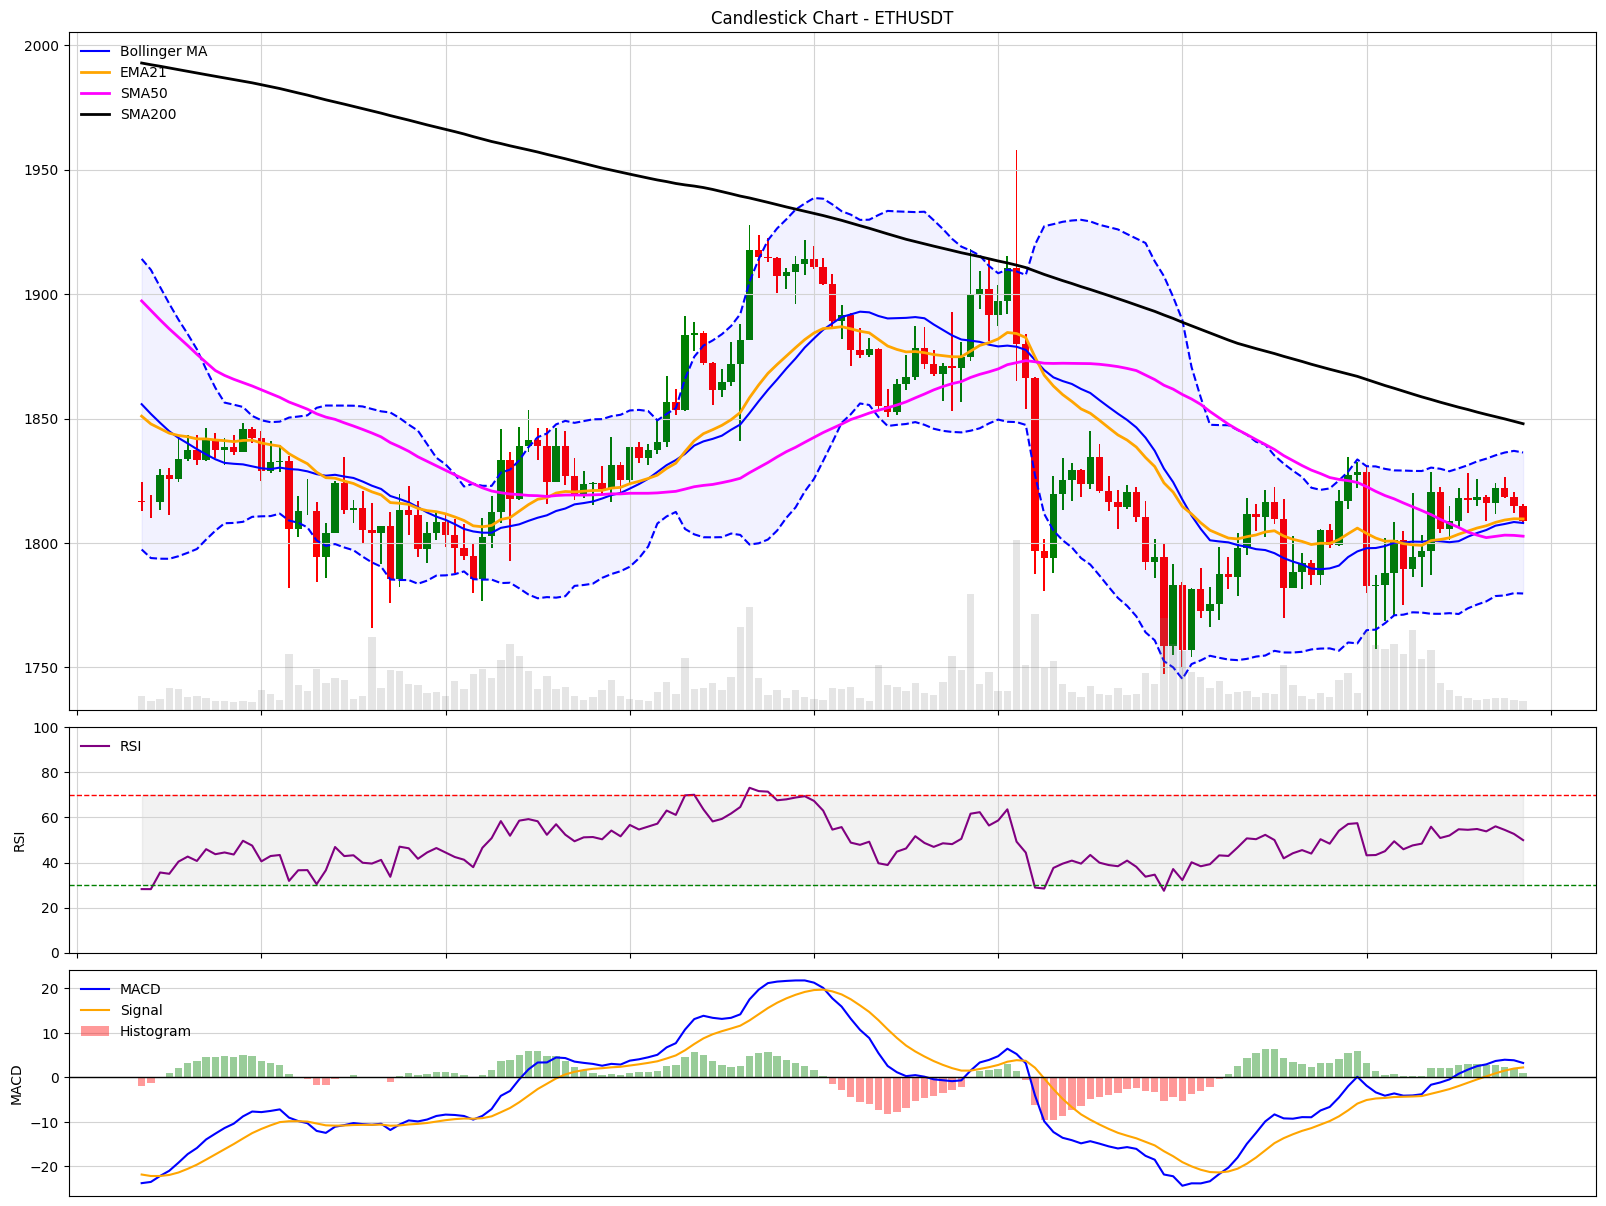 Candlestick Chart - ETHUSDT
2000
1950
1900
1850
1800
1750
Bollinger MA
EMA21
SMA50
SMA200
100
80
60
40
20
0
RSI
RSI
20
10
0
−10
−20
MACD
MACD
Signal
Histogram